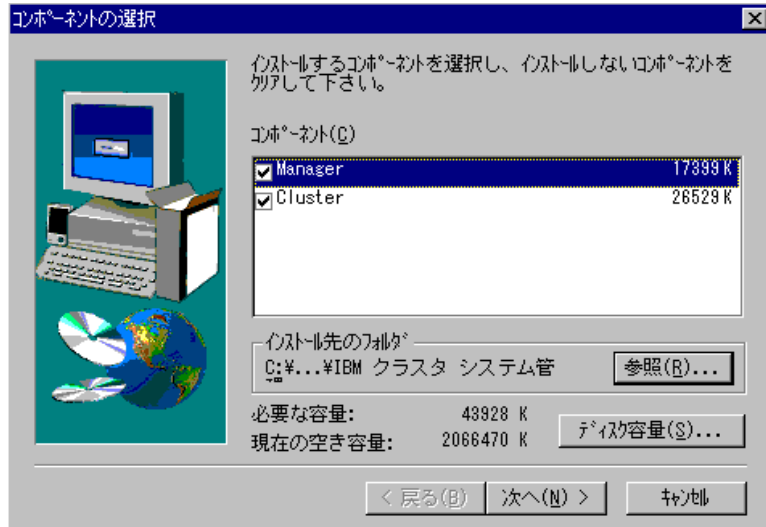 コンポーネントの選択
インストールするコンポーネントを選択し、インストールしないコンポーネントを
クリアして下さい。
コンポーネント(C)
Manager 17399 K
Cluster 26529 K
インストール先のフォルダ
C:¥...¥IBM クラスタ システム管
参照(R)...
必要な容量: 43928 K
現在の空き容量: 2066470 K
ディスク容量(S)...
< 戻る(B)
次へ(N) >
キャンセル